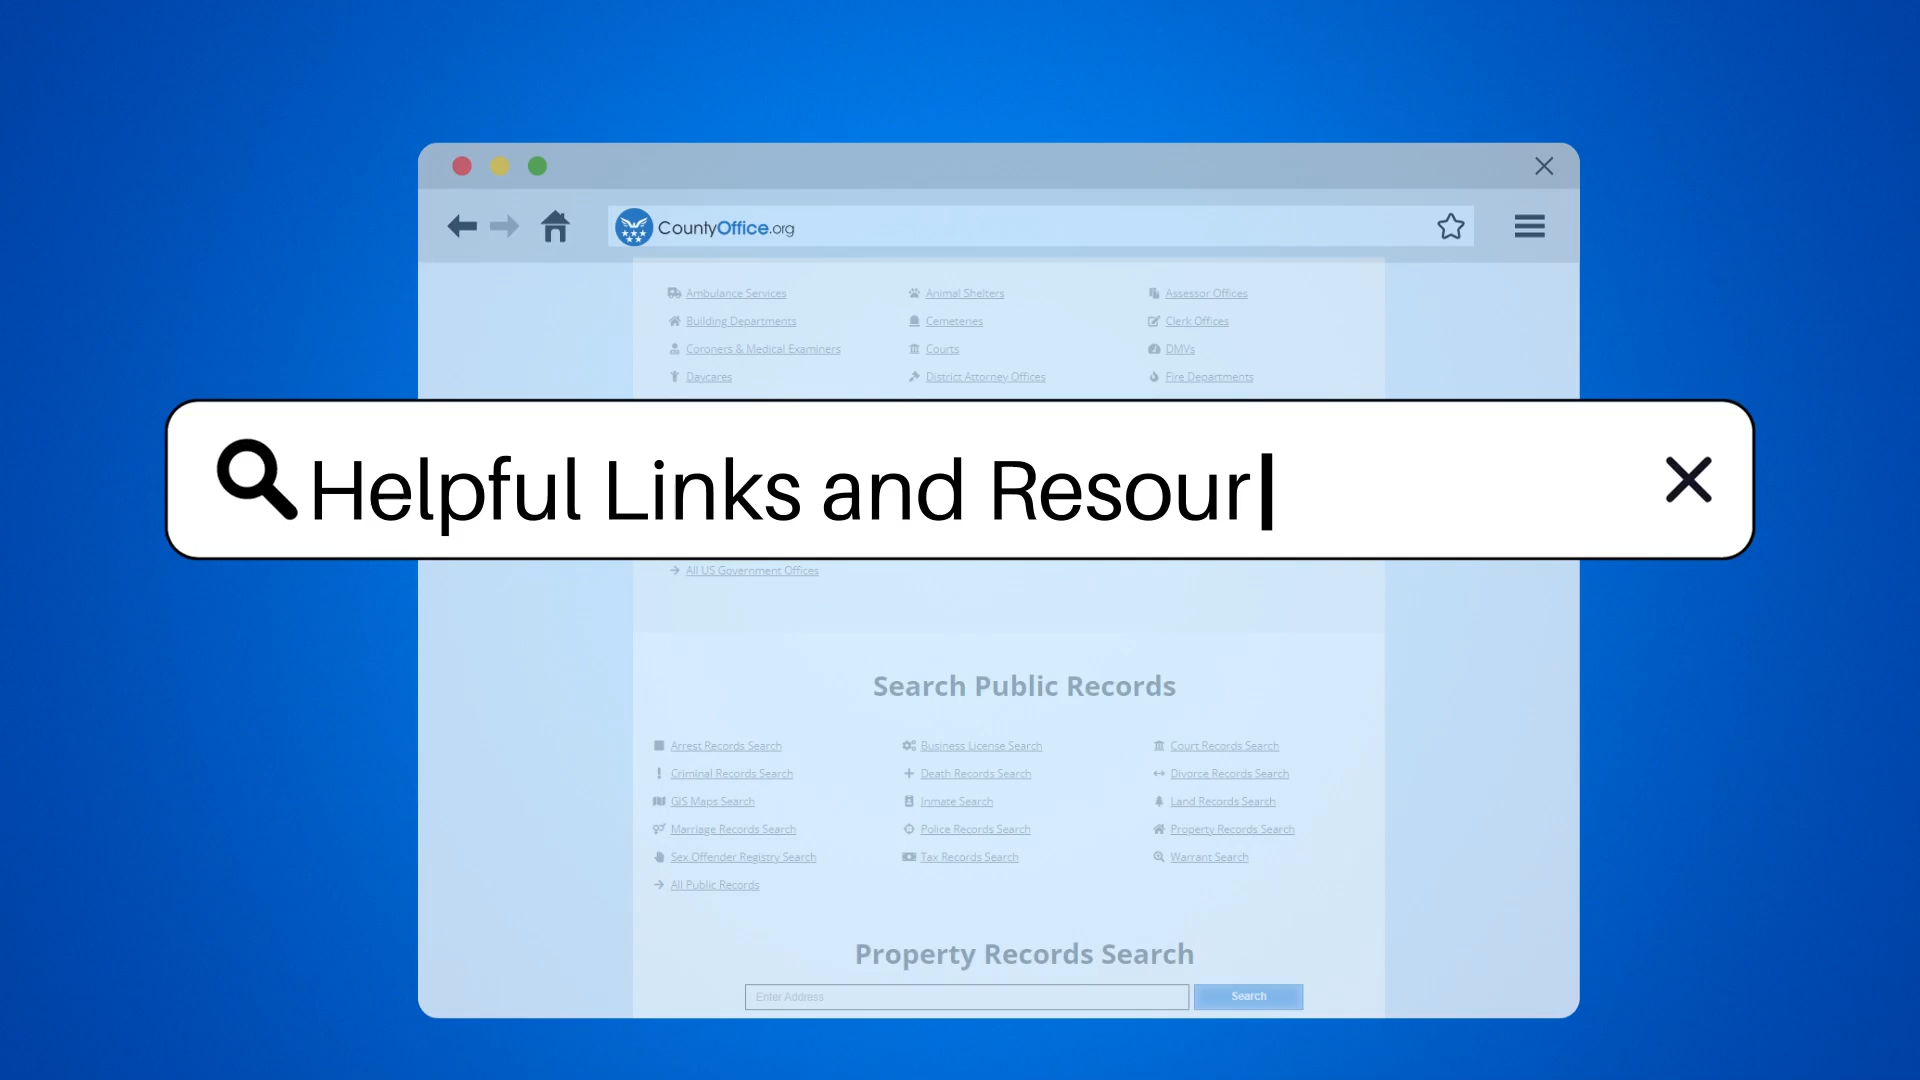 CountyOffice.org
Ambulance Services Animal Shelters Assessor Offices
Building Departments Cemeteries Clerk Offices
Coroners & Medical Examiners Courts DMVs
Daycares District Attorney Offices Fire Departments
Helpful Links and Resour
All US Government Offices
Search Public Records
Arrest Records Search Business License Search Court Records Search
Criminal Records Search Death Records Search Divorce Records Search
GIS Maps Search Inmate Search Land Records Search
Marriage Records Search Police Records Search Property Records Search
Sex Offender Registry Search Tax Records Search Warrant Search
All Public Records
Property Records Search
Enter Address Search